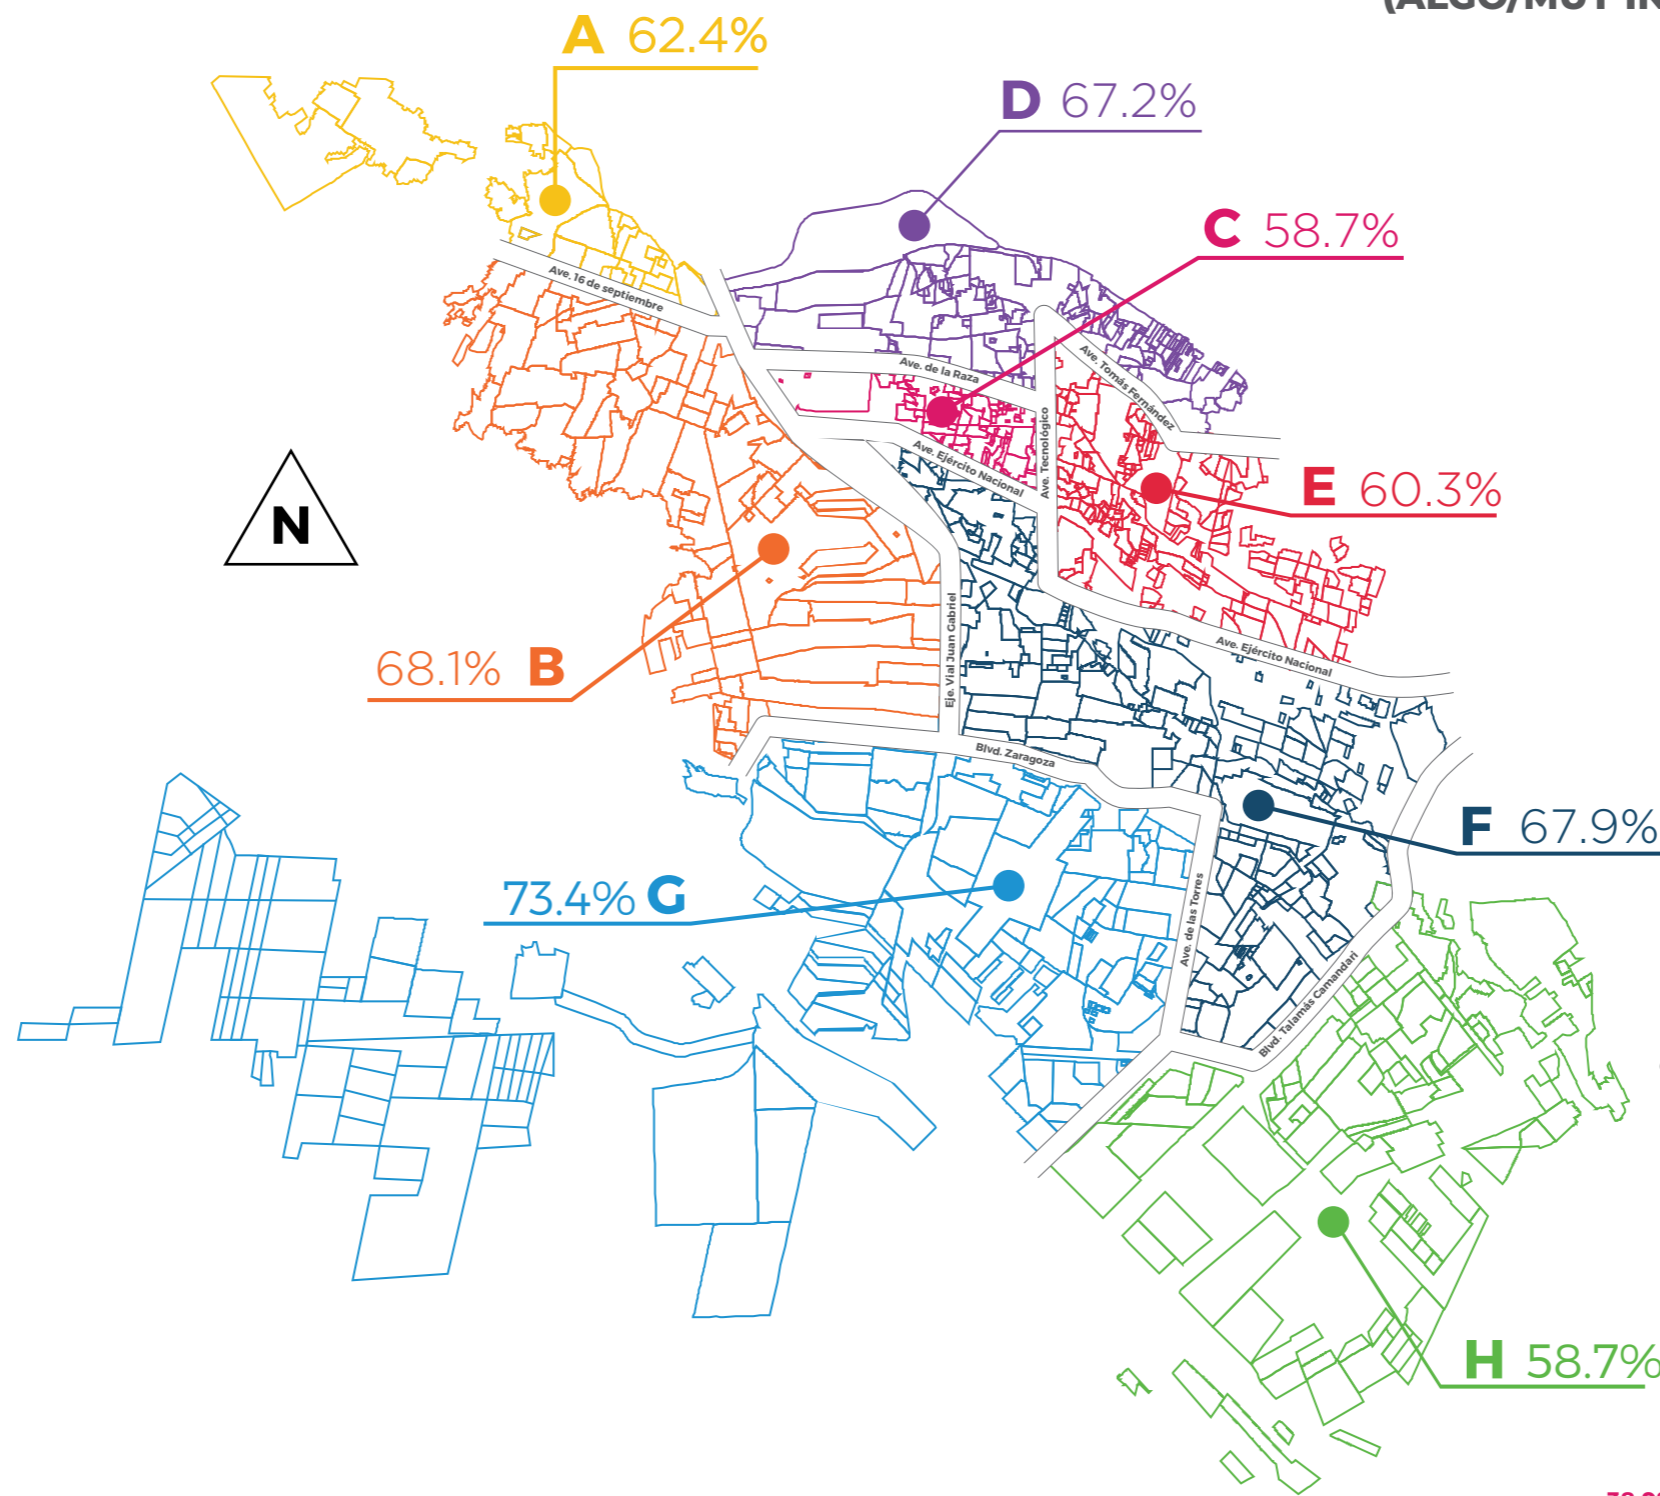 A 62.4%
D 67.2%
C 58.7%
Ave. 16 de septiembre
Ave. de la Raza
Ave. Tomás Fernández
Ave. Tecnológico
Ave. Ejército Nacional
E 60.3%
N
68.1% B
Eje. Vial Juan Gabriel
Ave. Ejército Nacional
Blvd. Zaragoza
F 67.9%
73.4% G
Ave. de las Torres
Blvd. Talamás Camandari
H 58.7%